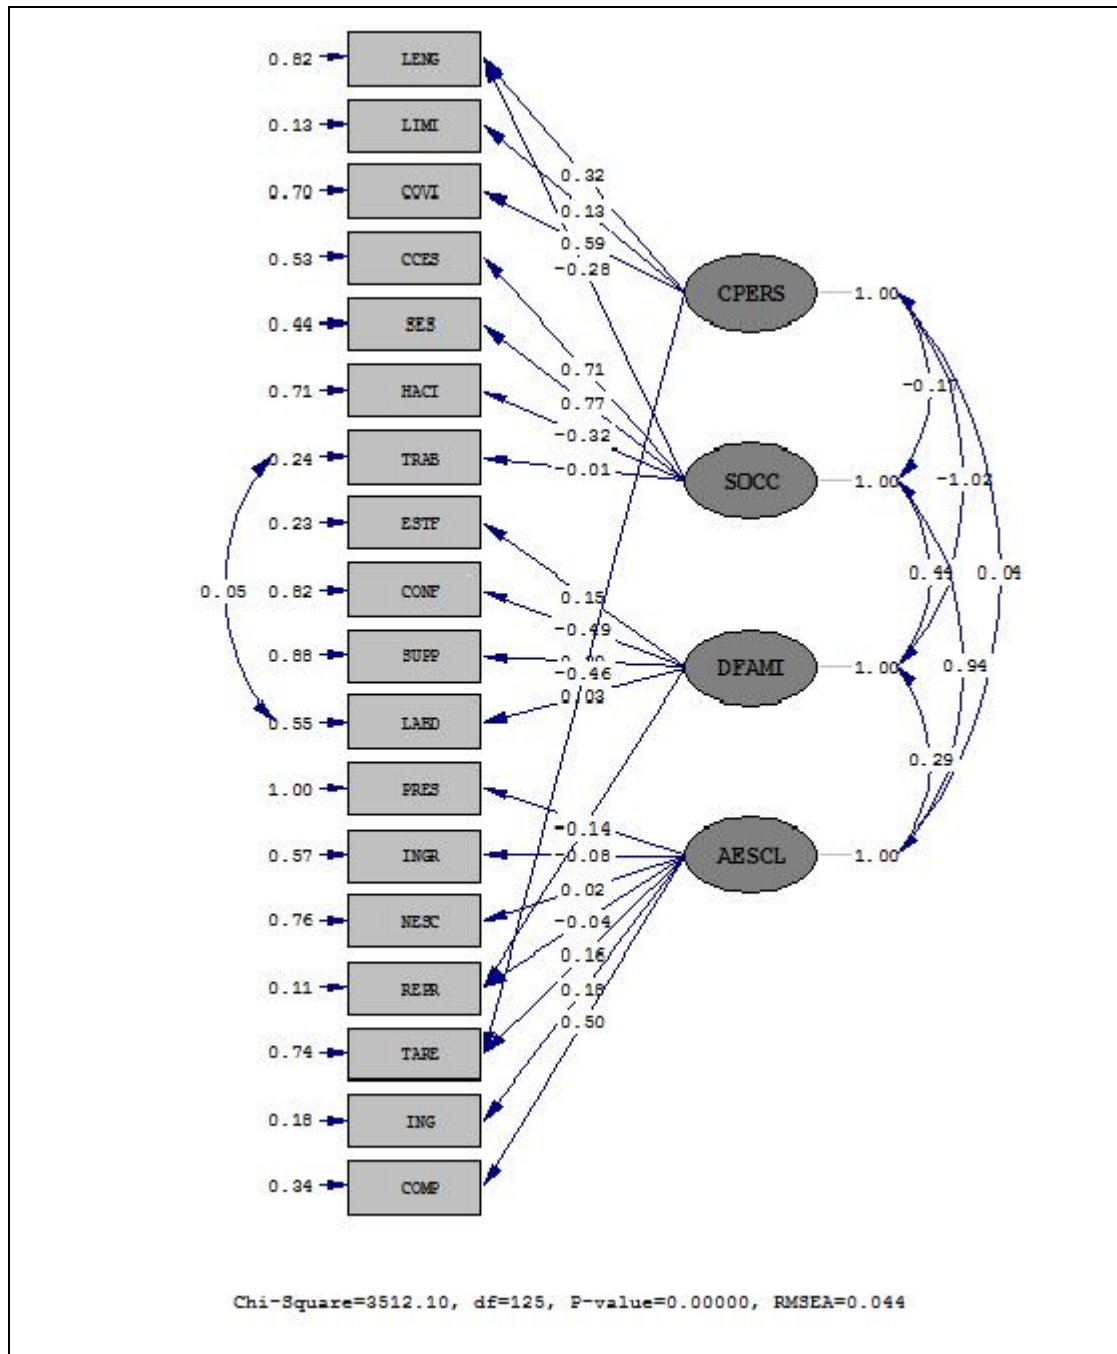 0.82 LENG
0.13 LIMI
0.70 COVI
0.53 CCES
0.44 SES
0.71 HACI
0.24 TRAB
0.23 ESTF
0.82 CONF
0.88 SUPP
0.55 LABD
1.00 PRES
0.57 INGR
0.76 NESC
0.11 REPR
0.74 TARE
0.18 ING
0.34 COMP
0.05
0.32
0.13
0.59
-0.28
0.71
0.77
-0.32
-0.01
0.15
-0.49
-0.46
0.03
-0.14
-0.08
0.02
-0.04
0.16
0.18
0.50
CPERS 1.00
SOCC 1.00
DFAMI 1.00
AESCL 1.00
-1.02
0.44
0.04
0.94
0.29
Chi-Square=3512.10, df=125, P-value=0.00000, RMSEA=0.044